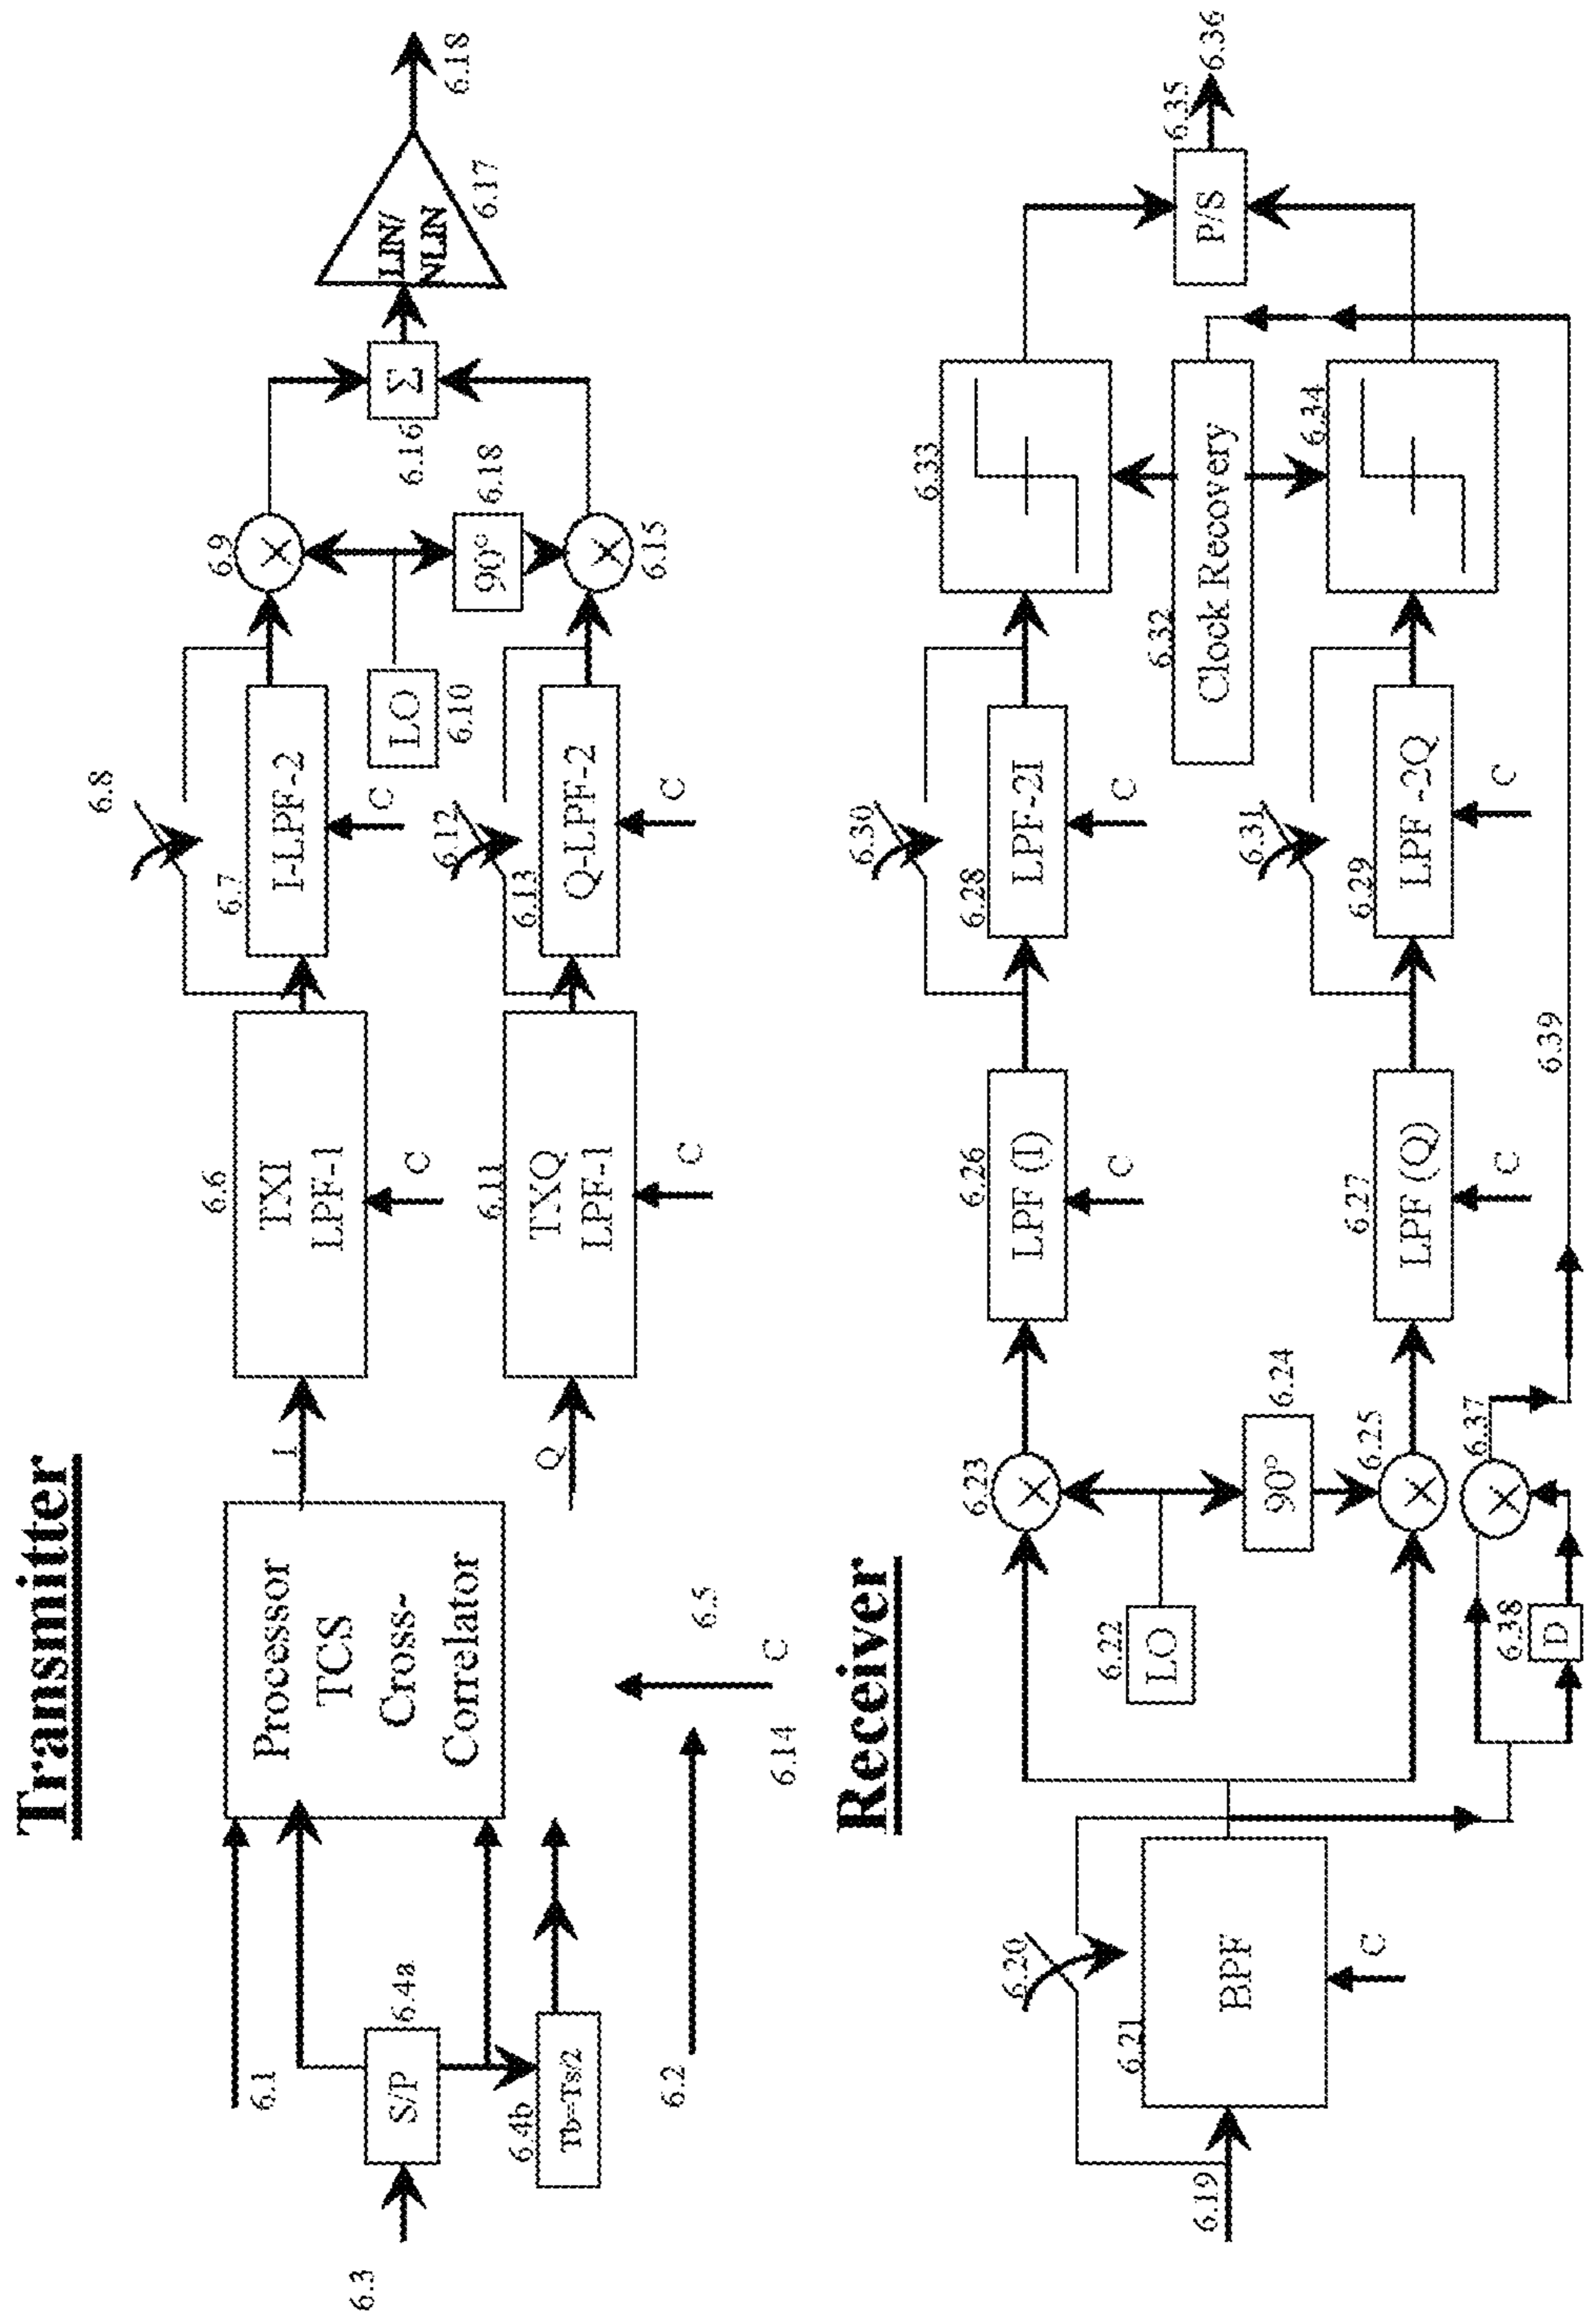 Transmitter
6.1
6.3
S/P
6.4a
6.4b
Tb=Ts/2
6.2
Processor
TCS
Cross-
Correlator
6.5
C
6.14
I
Q
6.6
TXI
LPF-1
C
6.11
TXQ
LPF-1
C
6.8
6.7
I-LPF-2
C
6.12
6.13
Q-LPF-2
C
6.9
LO
6.10
90°
6.18
6.15
Σ
6.16
LIN/
NLIN
6.17
6.18
Receiver
6.19
6.20
6.21
BPF
C
6.22
LO
6.23
90°
6.24
6.25
6.37
6.38
D
6.26
LPF (I)
C
6.27
LPF (Q)
C
6.39
6.30
6.28
LPF-2I
C
6.31
6.29
LPF -2Q
C
6.32
Clock Recovery
6.33
6.34
P/S
6.35
6.36